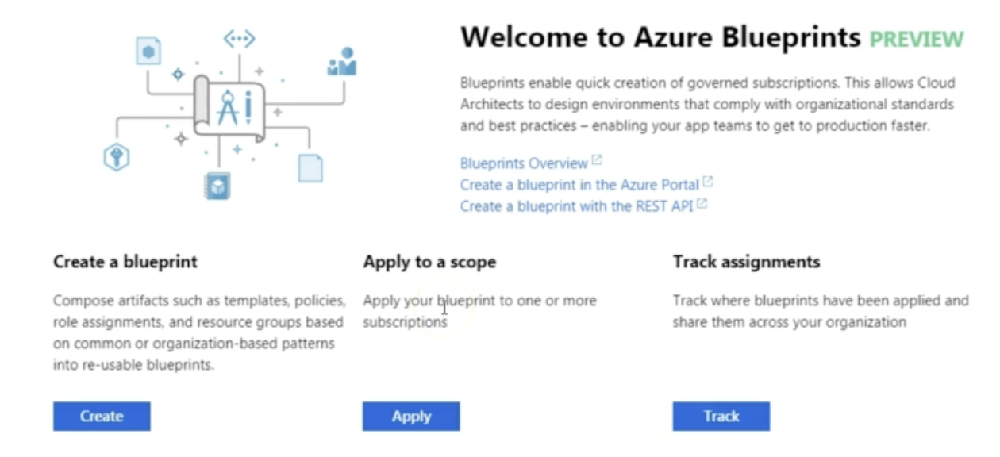 Welcome to Azure Blueprints PREVIEW
Blueprints enable quick creation of governed subscriptions. This allows Cloud
Architects to design environments that comply with organizational standards
and best practices – enabling your app teams to get to production faster.
Blueprints Overview
Create a blueprint in the Azure Portal
Create a blueprint with the REST API
Create a blueprint
Compose artifacts such as templates, policies,
role assignments, and resource groups based
on common or organization-based patterns
into re-usable blueprints.
Create
Apply to a scope
Apply your blueprint to one or more
subscriptions
Apply
Track assignments
Track where blueprints have been applied and
share them across your organization
Track